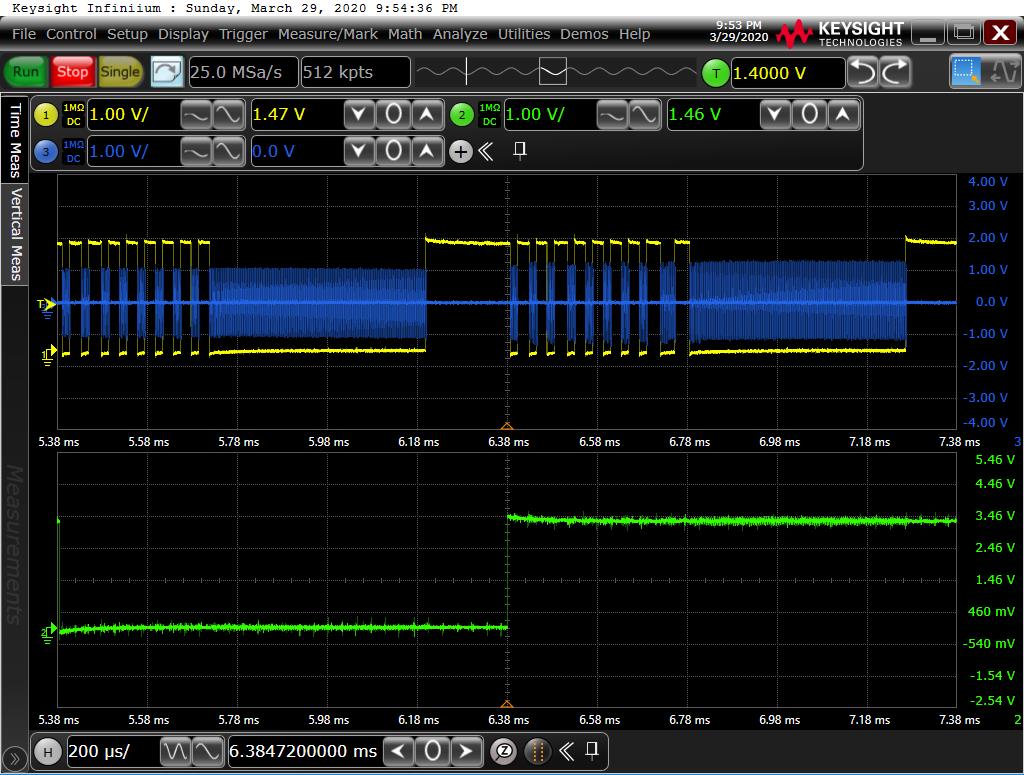 Keysight Infiniium : Sunday, March 29, 2020 9:54:36 PM
File Control Setup Display Trigger Measure/Mark Math Analyze Utilities Demos Help
9:53 PM
3/29/2020
KEYSIGHT
TECHNOLOGIES
Run Stop Single 25.0 MSa/s 512 kpts T 1.4000 V
Time Meas
Vertical Meas
Measurements
1 1MΩ DC 1.00 V/ 1.47 V 0 2 1MΩ DC 1.00 V/ 1.46 V 0
3 1MΩ DC 1.00 V/ 0.0 V 0
4.00 V
3.00 V
2.00 V
1.00 V
T 0.0 V
-1.00 V
1
-2.00 V
-3.00 V
-4.00 V
5.38 ms 5.58 ms 5.78 ms 5.98 ms 6.18 ms 6.38 ms 6.58 ms 6.78 ms 6.98 ms 7.18 ms 7.38 ms 3
5.46 V
4.46 V
3.46 V
2.46 V
1.46 V
460 mV
2
-540 mV
-1.54 V
-2.54 V
5.38 ms 5.58 ms 5.78 ms 5.98 ms 6.18 ms 6.38 ms 6.58 ms 6.78 ms 6.98 ms 7.18 ms 7.38 ms 2
H 200 µs/ 6.3847200000 ms 0 Z